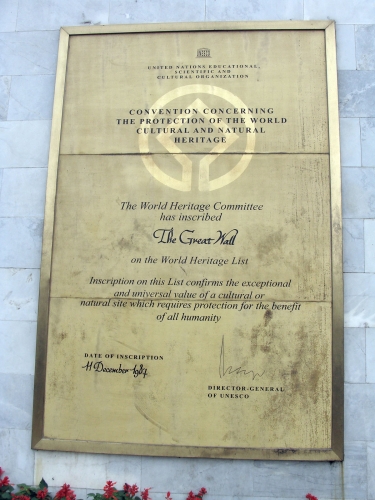 UNITED NATIONS EDUCATIONAL,
SCIENTIFIC AND
CULTURAL ORGANIZATION
CONVENTION CONCERNING
THE PROTECTION OF THE WORLD
CULTURAL AND NATURAL
HERITAGE
The World Heritage Committee
has inscribed
The Great Wall
on the World Heritage List
Inscription on this List confirms the exceptional
and universal value of a cultural or
natural site which requires protection for the benefit
of all humanity
DATE OF INSCRIPTION
11 December 1987
DIRECTOR-GENERAL
OF UNESCO